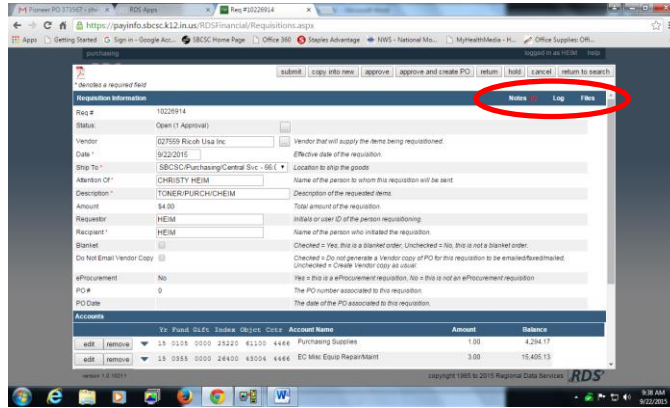 M Pioneer PO 373567 - shei
RDS Apps
Req #10226914
https://payinfo.sbcsc.k12.in.us/RDSFinancial/Requisitions.aspx
Apps Getting Started G Sign in - Google Acc... SBCSC Home Page Office 360 Staples Advantage NWS - National Mo... MyHealthMedia - H... Office Supplies: Offi...
purchasing logged in as HEIM help
submit copy into new approve approve and create PO return hold cancel return to search
* denotes a required field
Requisition Information Notes Log Files
Req # 10226914
Status: Open (1 Approval)
Vendor 027559 Ricoh Usa Inc Vendor that will supply the items being requisitioned.
Date * 9/22/2015 Effective date of the requisition.
Ship To * SBCSC/Purchasing/Central Svc - 66:( Location to ship the goods
Attention Of * CHRISTY HEIM Name of the person to whom this requisition will be sent.
Description * TONER/PURCH/CHEIM Description of the requested items.
Amount $4.00 Total amount of the requisition.
Requestor HEIM Initials or user ID of the person requisitioning.
Recipient * HEIM Name of the person who initiated the requisition.
Blanket Checked = Yes, this is a blanket order, Unchecked = No, this is not a blanket order.
Do Not Email Vendor Copy Checked = Do not generate a Vendor copy of PO for this requisition to be emailed/faxed/mailed.
Unchecked = Create Vendor copy as usual.
eProcurement No Yes = this is a eProcurement requisition, No = this is not an eProcurement requisition
PO # 0 The PO number associated to this requisition.
PO Date The date of the PO associated to this requisition.
Accounts
Yr Fund Gift Index Objct Cntr Account Name Amount Balance
edit remove 15 0105 0000 25220 61100 4466 Purchasing Supplies 1.00 4,294.17
edit remove 15 0355 0000 26400 43004 4466 EC Misc Equip Repair/Maint 3.00 15,405.13
copyright 1995 to 2015 Regional Data Services RDS
9:38 AM
9/22/2015